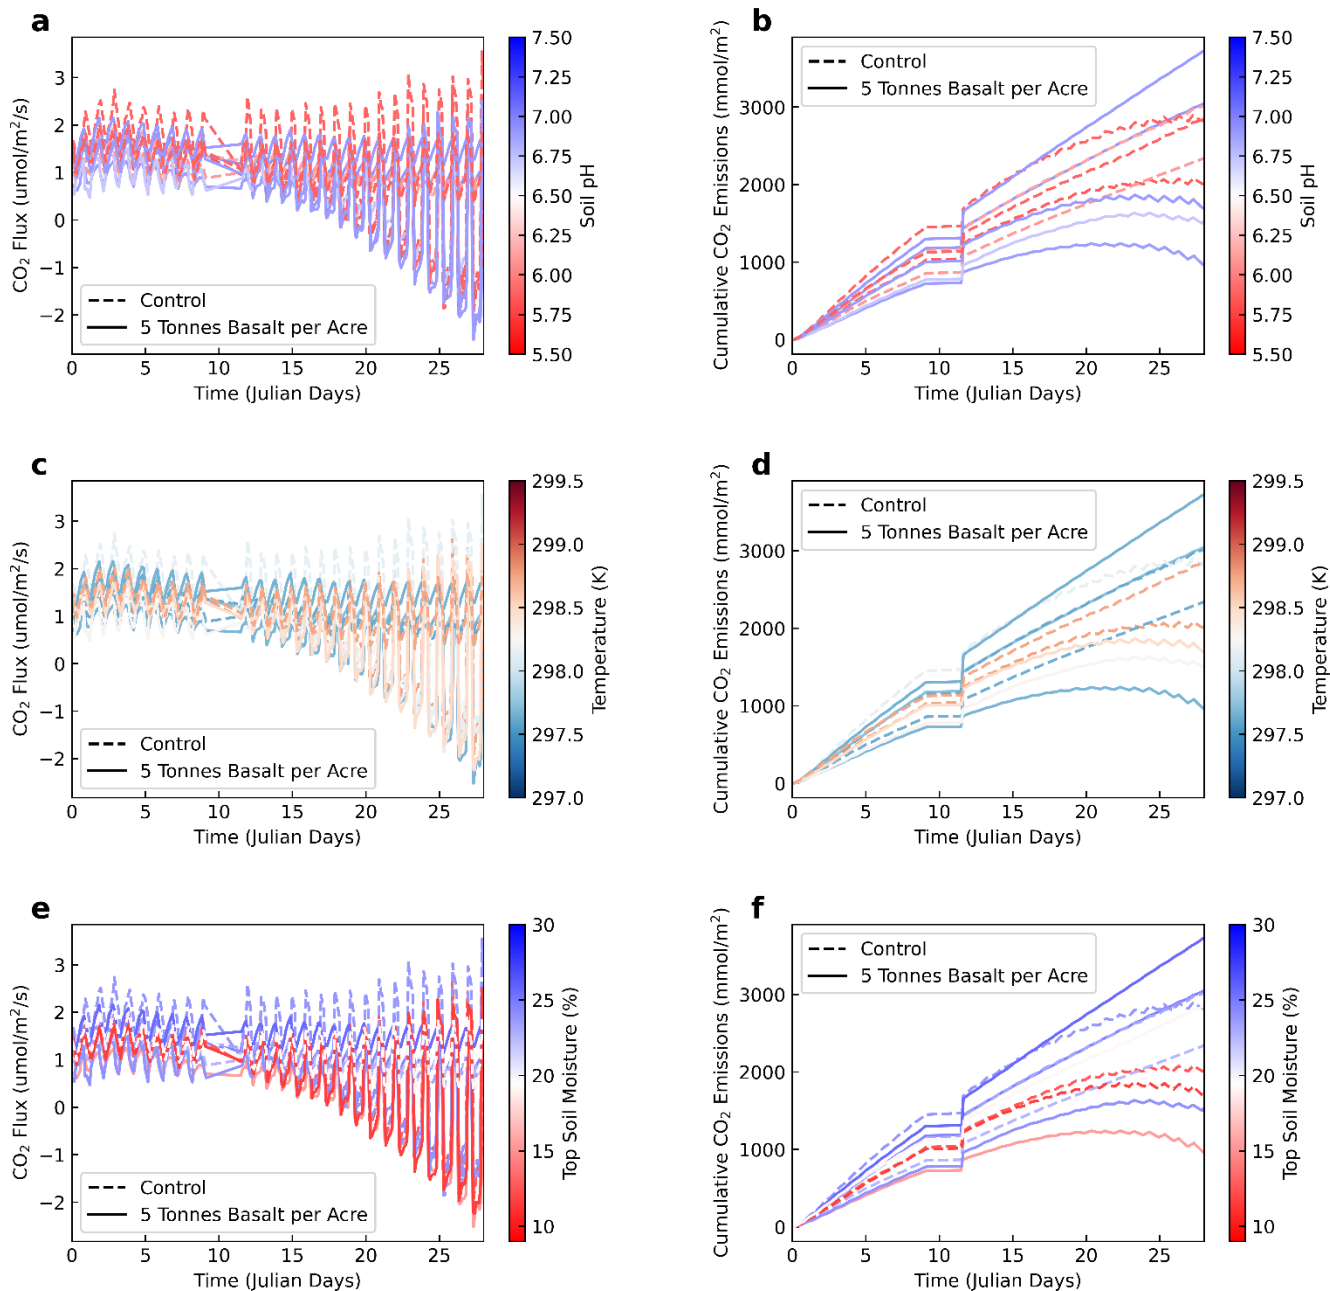 a
CO₂ Flux (umol/m²/s)
3
2
1
0
−1
−2
Control
5 Tonnes Basalt per Acre
0 5 10 15 20 25
Time (Julian Days)
7.50
7.25
7.00
6.75
6.50
6.25
6.00
5.75
5.50
Soil pH
b
Cumulative CO₂ Emissions (mmol/m²)
3000
2000
1000
0
Control
5 Tonnes Basalt per Acre
0 5 10 15 20 25
Time (Julian Days)
7.50
7.25
7.00
6.75
6.50
6.25
6.00
5.75
5.50
Soil pH
c
CO₂ Flux (umol/m²/s)
3
2
1
0
−1
−2
Control
5 Tonnes Basalt per Acre
0 5 10 15 20 25
Time (Julian Days)
299.5
299.0
298.5
298.0
297.5
297.0
Temperature (K)
d
Cumulative CO₂ Emissions (mmol/m²)
3000
2000
1000
0
Control
5 Tonnes Basalt per Acre
0 5 10 15 20 25
Time (Julian Days)
299.5
299.0
298.5
298.0
297.5
297.0
Temperature (K)
e
CO₂ Flux (umol/m²/s)
3
2
1
0
−1
−2
Control
5 Tonnes Basalt per Acre
0 5 10 15 20 25
Time (Julian Days)
30
25
20
15
10
Top Soil Moisture (%)
f
Cumulative CO₂ Emissions (mmol/m²)
3000
2000
1000
0
Control
5 Tonnes Basalt per Acre
0 5 10 15 20 25
Time (Julian Days)
30
25
20
15
10
Top Soil Moisture (%)